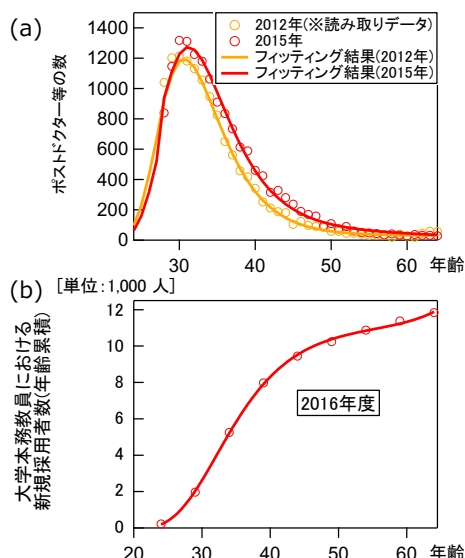 (a)
2012年(※読み取りデータ)
2015年
フィッティング結果(2012年)
フィッティング結果(2015年)
ポストドクター等の数
1400
1200
1000
800
600
400
200
0
30 40 50 60 年齢
(b) [単位：1,000 人]
大学本務教員における
新規採用者数(年齢累積)
12
10
8
6
4
2
0
2016年度
20 30 40 50 60 年齢